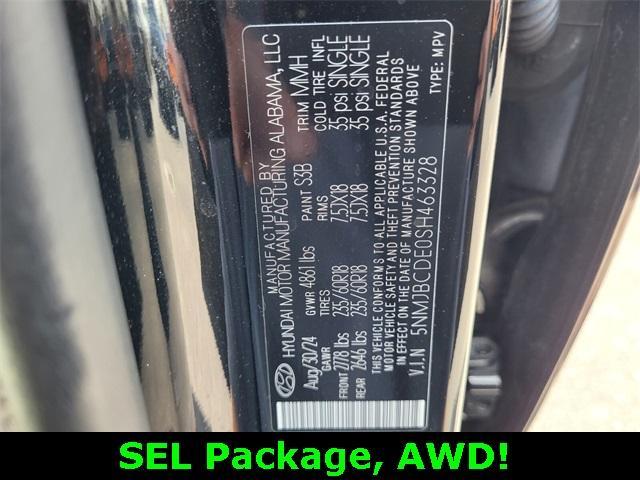 MANUFACTURED BY
HYUNDAI MOTOR MANUFACTURING ALABAMA, LLC
Aug/30/24 GVWR 4861 lbs PAINT S3B TRIM MMH
GAWR TIRES RIMS COLD TIRE INFL
FRONT 2778 lbs 235/60R18 7.5JX18 35 psi SINGLE
REAR 2646 lbs 235/60R18 7.5JX18 35 psi SINGLE
THIS VEHICLE CONFORMS TO ALL APPLICABLE U.S.A. FEDERAL
MOTOR VEHICLE SAFETY AND THEFT PREVENTION STANDARDS
IN EFFECT ON THE DATE OF MANUFACTURE SHOWN ABOVE
V.I.N 5NMJBCDE0SH463328 TYPE: MPV
SEL Package, AWD!